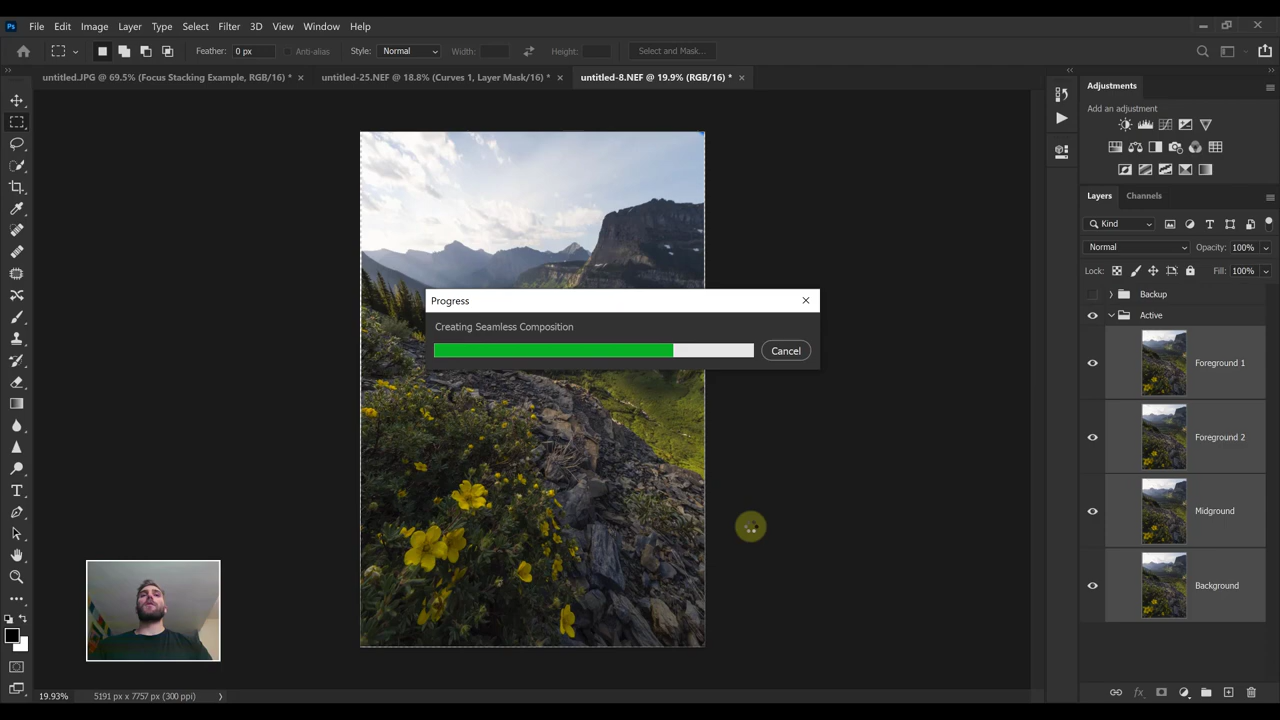 Ps File Edit Image Layer Type Select Filter 3D View Window Help
Feather: 0 px Anti-alias Style: Normal Width: Height: Select and Mask...
untitled.JPG @ 69.5% (Focus Stacking Example, RGB/16) * × untitled-25.NEF @ 18.8% (Curves 1, Layer Mask/16) * × untitled-8.NEF @ 19.9% (RGB/16) * ×
Adjustments
Add an adjustment
Layers Channels
Kind
Normal Opacity: 100%
Lock: Fill: 100%
Backup
Active
Foreground 1
Foreground 2
Midground
Background
Progress
Creating Seamless Composition
Cancel
19.93% 5191 px x 7757 px (300 ppi)